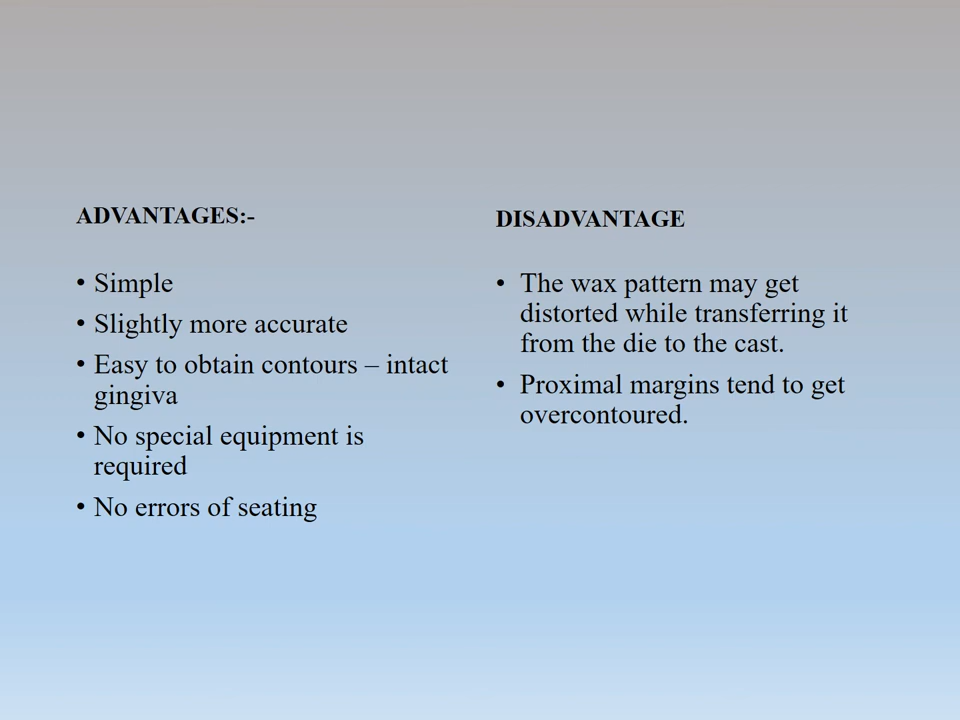 ADVANTAGES:-
• Simple
• Slightly more accurate
• Easy to obtain contours – intact
gingiva
• No special equipment is
required
• No errors of seating
DISADVANTAGE
• The wax pattern may get
distorted while transferring it
from the die to the cast.
• Proximal margins tend to get
overcontoured.